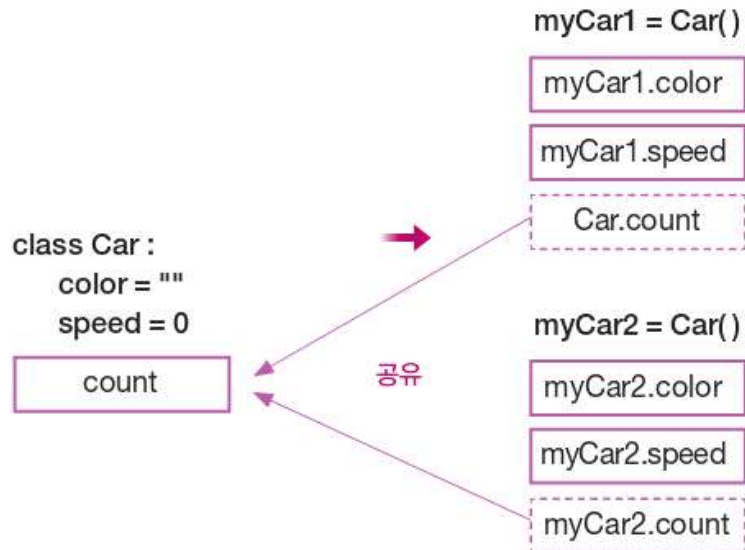 myCar1 = Car( )
myCar1.color
myCar1.speed
Car.count
class Car :
color = ""
speed = 0
count
공유
myCar2 = Car( )
myCar2.color
myCar2.speed
myCar2.count